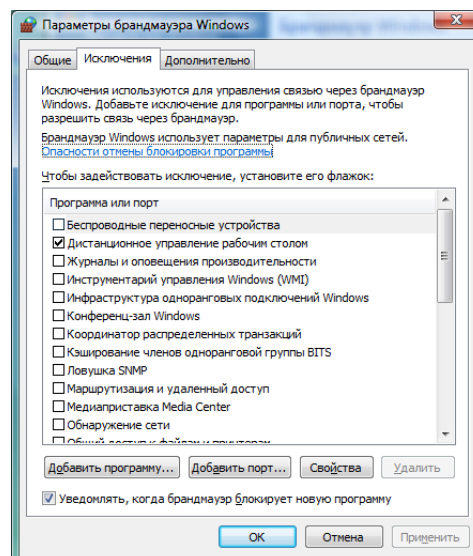 Параметры брандмауэра Windows
Общие Исключения Дополнительно
Исключения используются для управления связью через брандмауэр
Windows. Добавьте исключение для программы или порта, чтобы
разрешить связь через брандмауэр.
Брандмауэр Windows использует параметры для публичных сетей.
Опасности отмены блокировки программы
Чтобы задействовать исключение, установите его флажок:
Программа или порт
Беспроводные переносные устройства
Дистанционное управление рабочим столом
Журналы и оповещения производительности
Инструментарий управления Windows (WMI)
Инфраструктура одноранговых подключений Windows
Конференц-зал Windows
Координатор распределенных транзакций
Кэширование членов одноранговой группы BITS
Ловушка SNMP
Маршрутизация и удаленный доступ
Медиаприставка Media Center
Обнаружение сети
Общий доступ к файлам и принтерам
Добавить программу... Добавить порт... Свойства Удалить
Уведомлять, когда брандмауэр блокирует новую программу
ОК Отмена Применить